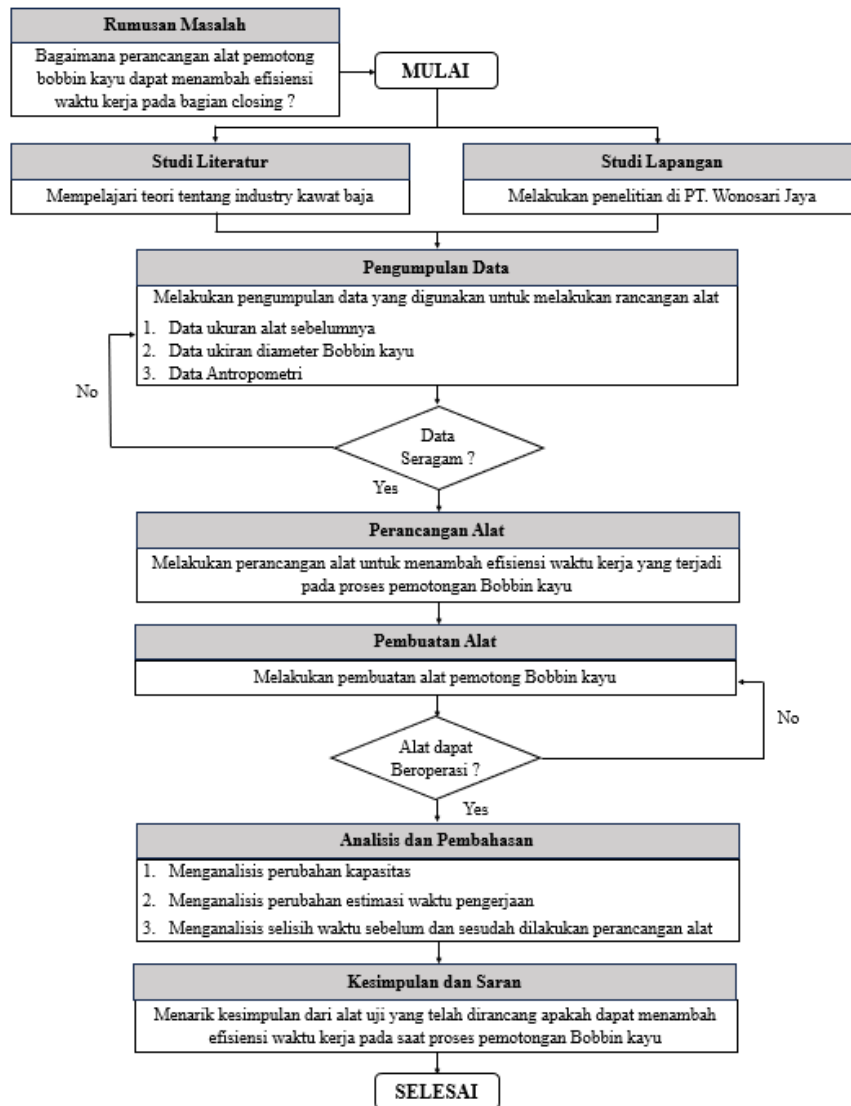 Rumusan Masalah
Bagaimana perancangan alat pemotong
bobbin kayu dapat menambah efisiensi
waktu kerja pada bagian closing ?
MULAI
Studi Literatur
Mempelajari teori tentang industry kawat baja
Studi Lapangan
Melakukan penelitian di PT. Wonosari Jaya
Pengumpulan Data
Melakukan pengumpulan data yang digunakan untuk melakukan rancangan alat
1. Data ukuran alat sebelumnya
2. Data ukiran diameter Bobbin kayu
3. Data Antropometri
No
Data
Seragam ?
Yes
Perancangan Alat
Melakukan perancangan alat untuk menambah efisiensi waktu kerja yang terjadi
pada proses pemotongan Bobbin kayu
Pembuatan Alat
Melakukan pembuatan alat pemotong Bobbin kayu
No
Alat dapat
Beroperasi ?
Yes
Analisis dan Pembahasan
1. Menganalisis perubahan kapasitas
2. Menganalisis perubahan estimasi waktu pengerjaan
3. Menganalisis selisih waktu sebelum dan sesudah dilakukan perancangan alat
Kesimpulan dan Saran
Menarik kesimpulan dari alat uji yang telah dirancang apakah dapat menambah
efisiensi waktu kerja pada saat proses pemotongan Bobbin kayu
SELESAI